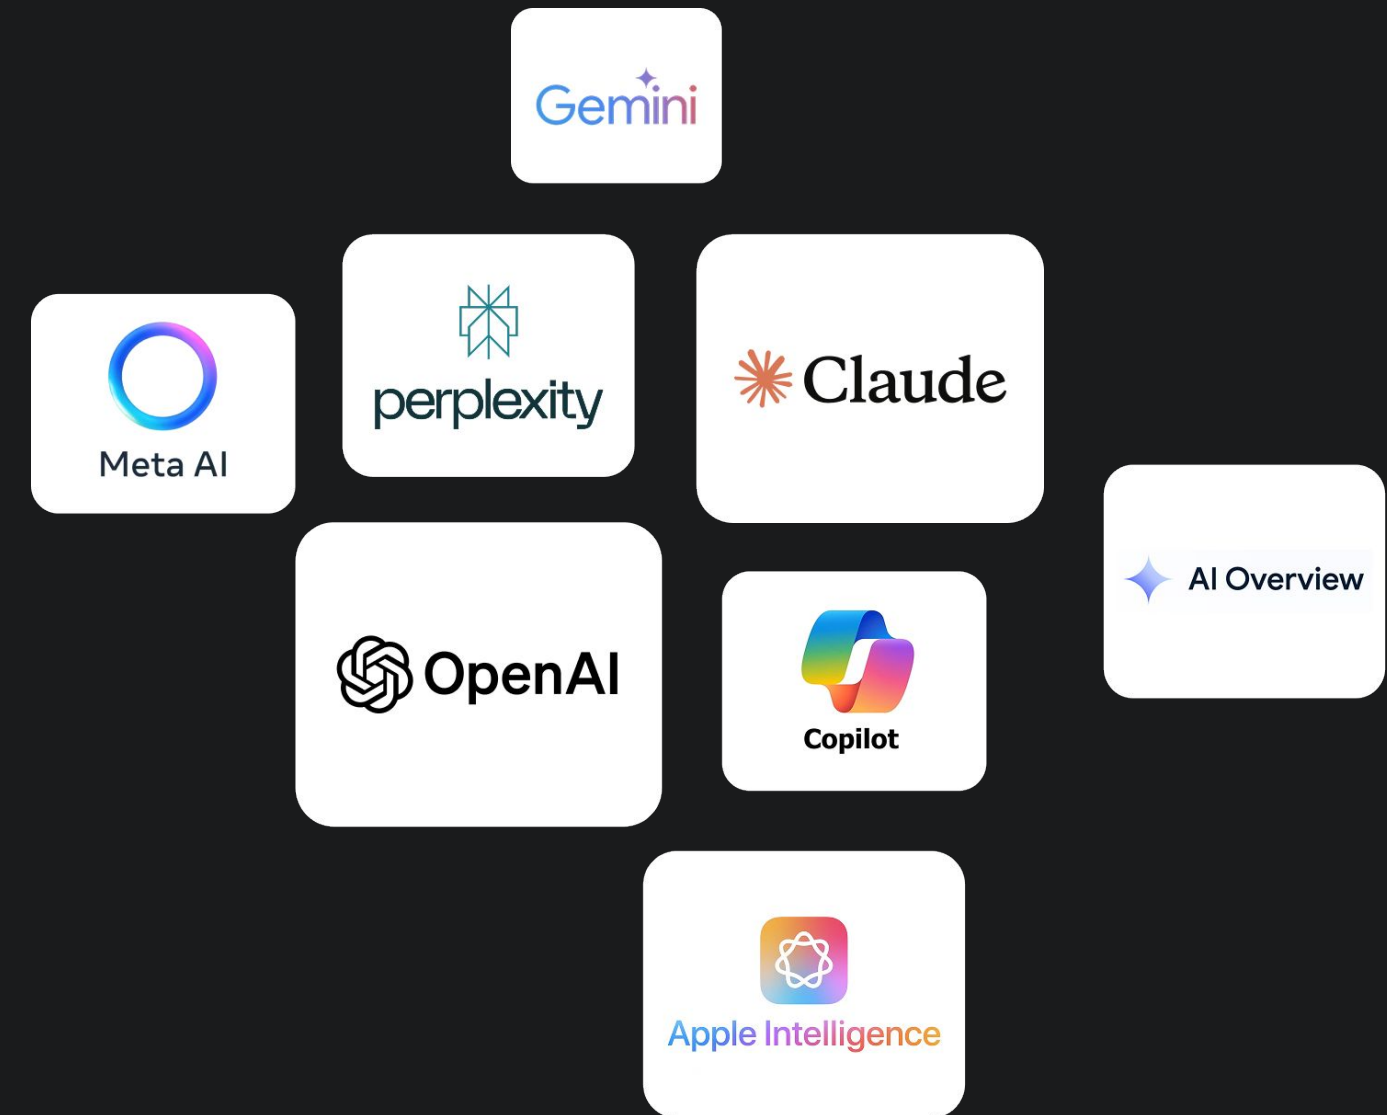 Gemini
perplexity
Claude
Meta AI
AI Overview
OpenAI
Copilot
Apple Intelligence